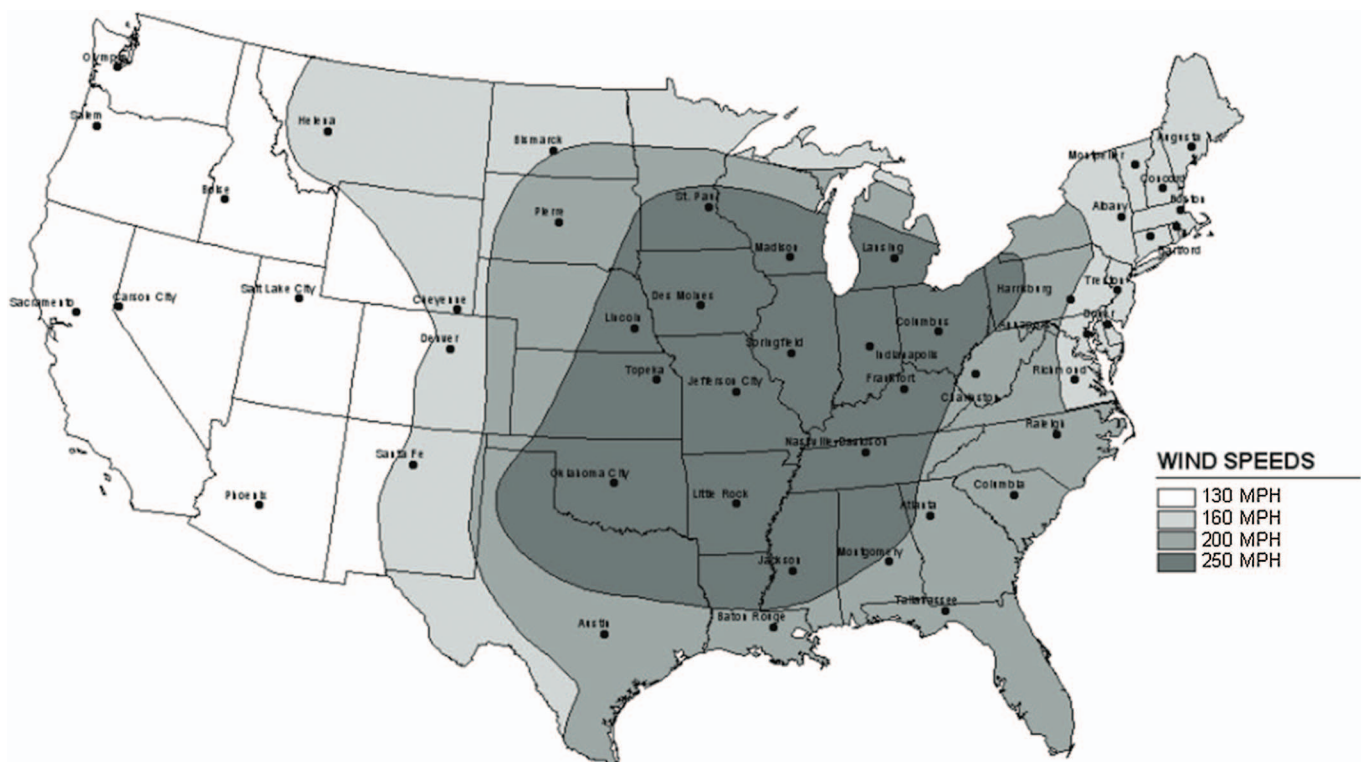 Olympia
Salem
Helena
Bismarck
Boise
Pierre
St. Paul
Madison
Lansing
Montpelier
Augusta
Concord
Albany
Boston
Hartford
Sacramento
Carson City
Salt Lake City
Cheyenne
Denver
Lincoln
Des Moines
Springfield
Columbus
Indianapolis
Harrisburg
Trenton
Dover
Annapolis
Topeka
Jefferson City
Frankfort
Charleston
Richmond
Santa Fe
Phoenix
Oklahoma City
Little Rock
Nashville-Davidson
Raleigh
Columbia
Atlanta
Jackson
Montgomery
Austin
Baton Rouge
Tallahassee
WIND SPEEDS
130 MPH
160 MPH
200 MPH
250 MPH